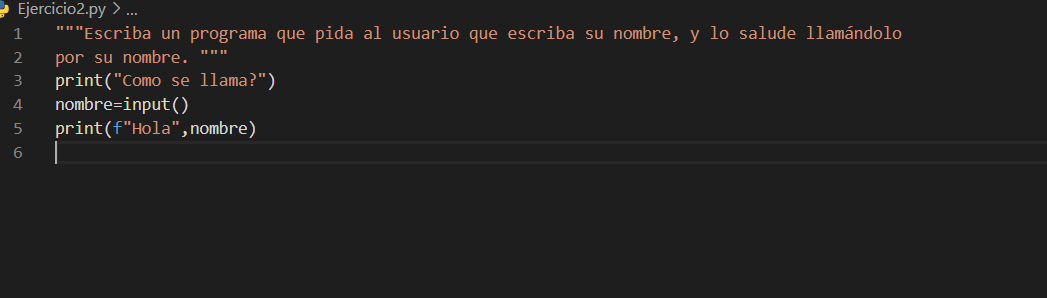 Ejercicio2.py > ...
1 """Escriba un programa que pida al usuario que escriba su nombre, y lo salude llamándolo
2 por su nombre. """
3 print("Como se llama?")
4 nombre=input()
5 print(f"Hola",nombre)
6